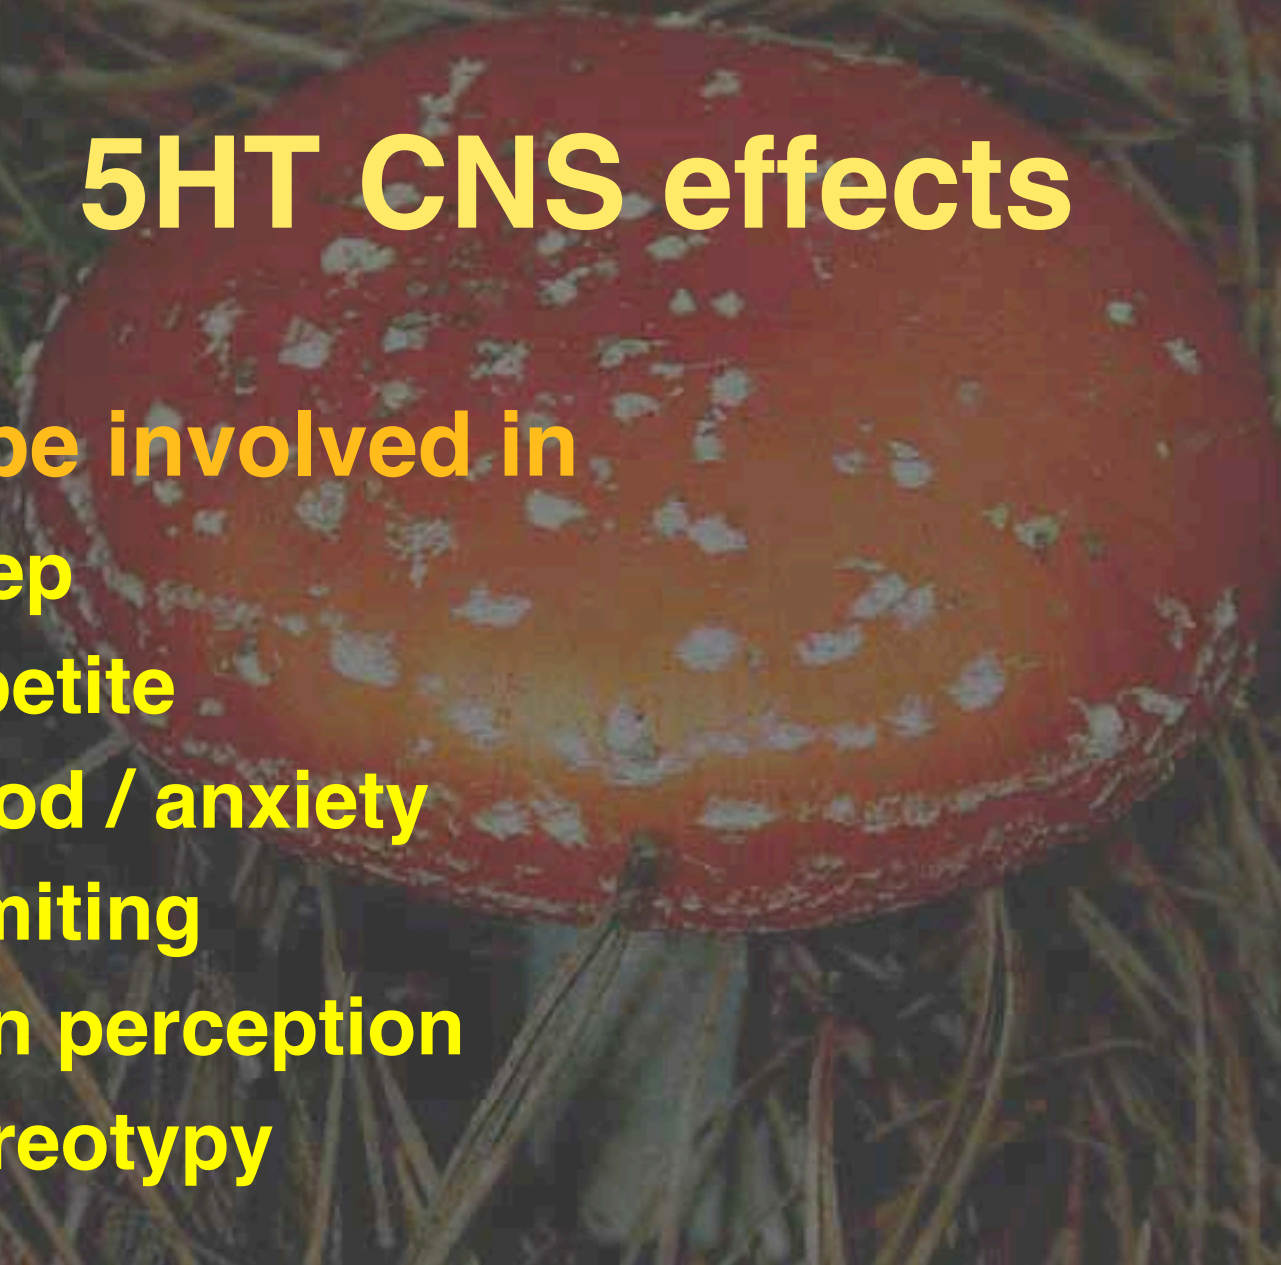 5HT CNS effects
be involved in
ep
petite
od / anxiety
miting
n perception
reotypy